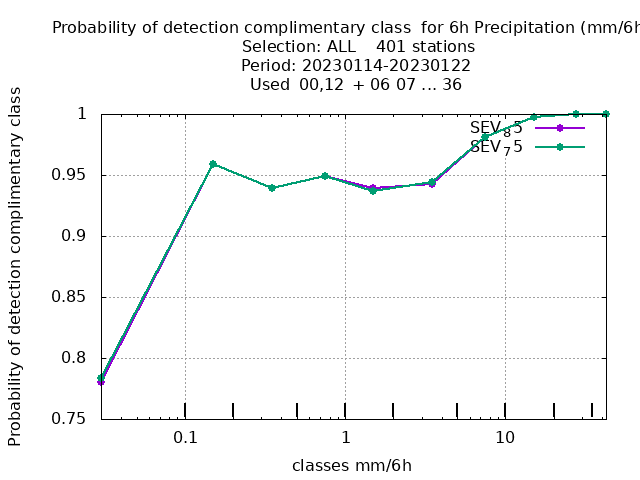 Probability of detection complimentary class  for 6h Precipitation (mm/6h
Selection: ALL    401 stations
Period: 20230114-20230122
Used  00,12  + 06 07 ... 36
Probability of detection complimentary class
1
0.95
0.9
0.85
0.8
0.75
SEV₈5
SEV₇5
0.1
1
10
classes mm/6h